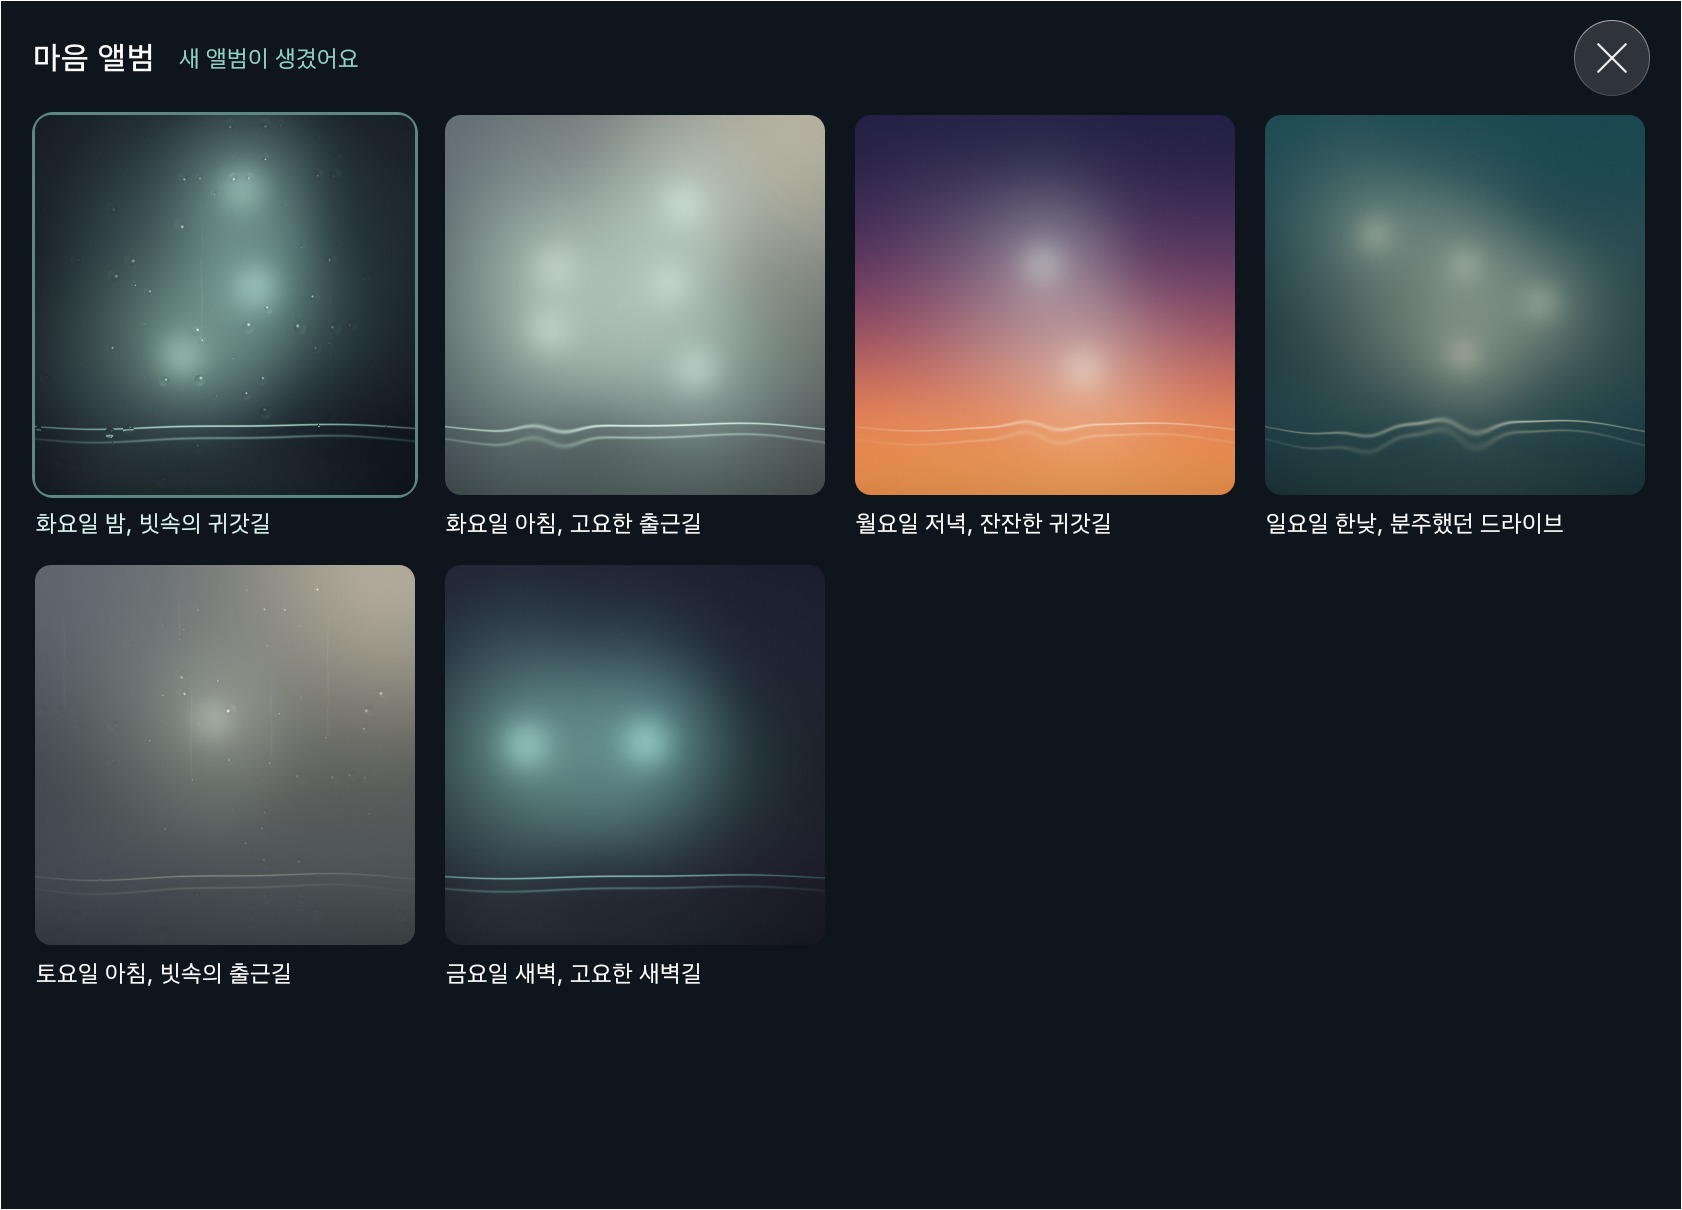 마음 앨범 새 앨범이 생겼어요
화요일 밤, 빗속의 귀갓길
화요일 아침, 고요한 출근길
월요일 저녁, 잔잔한 귀갓길
일요일 한낮, 분주했던 드라이브
토요일 아침, 빗속의 출근길
금요일 새벽, 고요한 새벽길